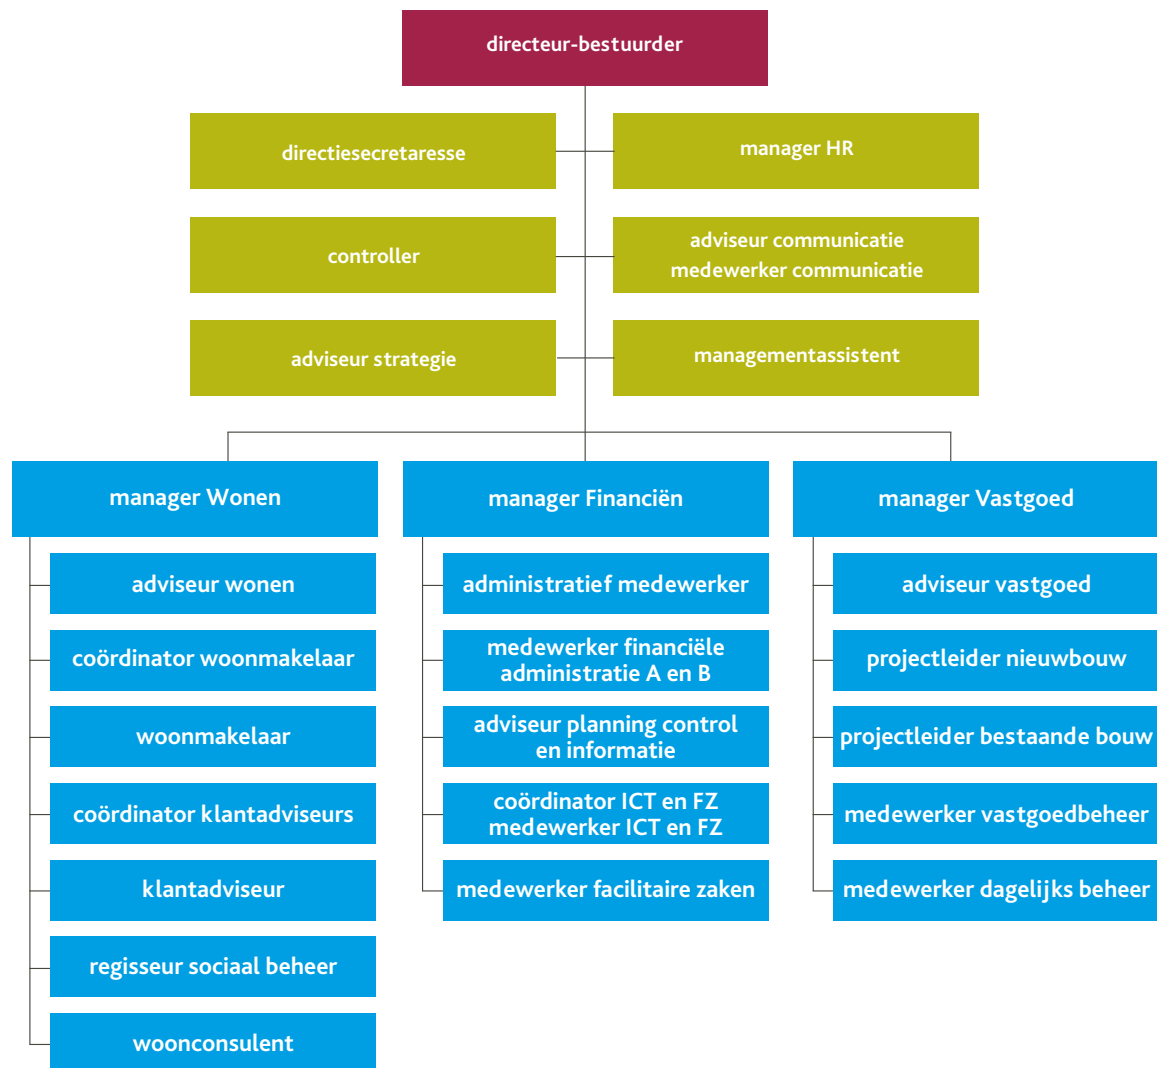 directeur-bestuurder
directiesecretaresse
manager HR
controller
adviseur communicatie
medewerker communicatie
adviseur strategie
managementassistent
manager Wonen
adviseur wonen
coördinator woonmakelaar
woonmakelaar
coördinator klantadviseurs
klantadviseur
regisseur sociaal beheer
woonconsulent
manager Financiën
administratief medewerker
medewerker financiële
administratie A en B
adviseur planning control
en informatie
coördinator ICT en FZ
medewerker ICT en FZ
medewerker facilitaire zaken
manager Vastgoed
adviseur vastgoed
projectleider nieuwbouw
projectleider bestaande bouw
medewerker vastgoedbeheer
medewerker dagelijks beheer